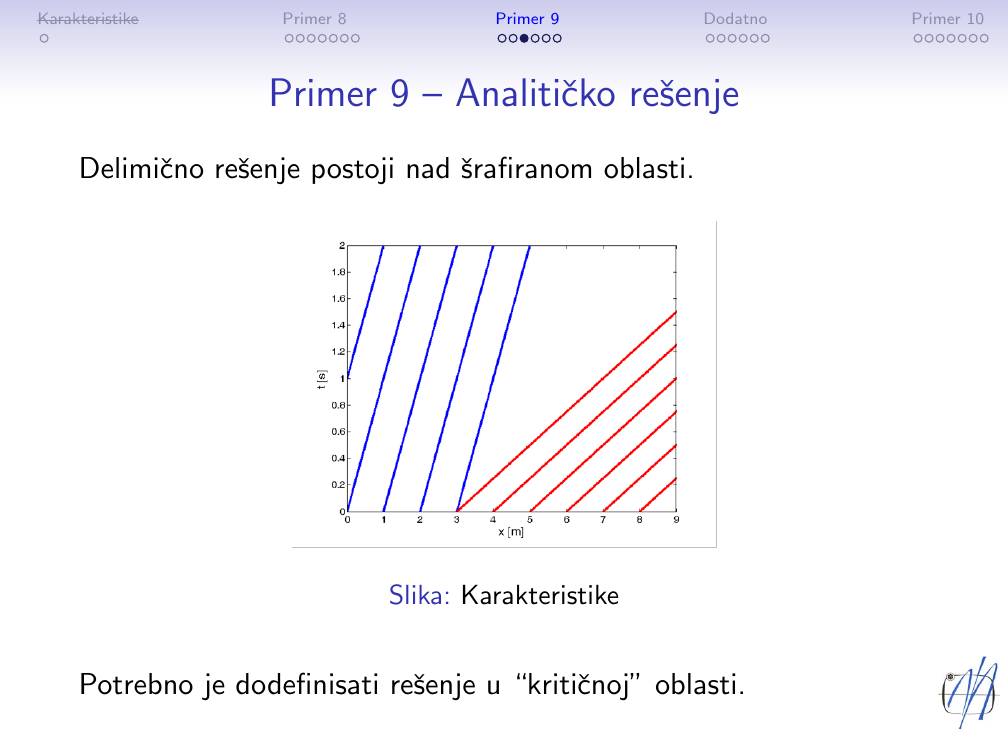 Karakteristike
Primer 8
Primer 9
Dodatno
Primer 10
Primer 9 – Analitičko rešenje
Delimično rešenje postoji nad šrafiranom oblasti.
2
1.8
1.6
1.4
1.2
1
0.8
0.6
0.4
0.2
0
t [s]
0 1 2 3 4 5 6 7 8 9
x [m]
Slika: Karakteristike
Potrebno je dodefinisati rešenje u “kritičnoj” oblasti.